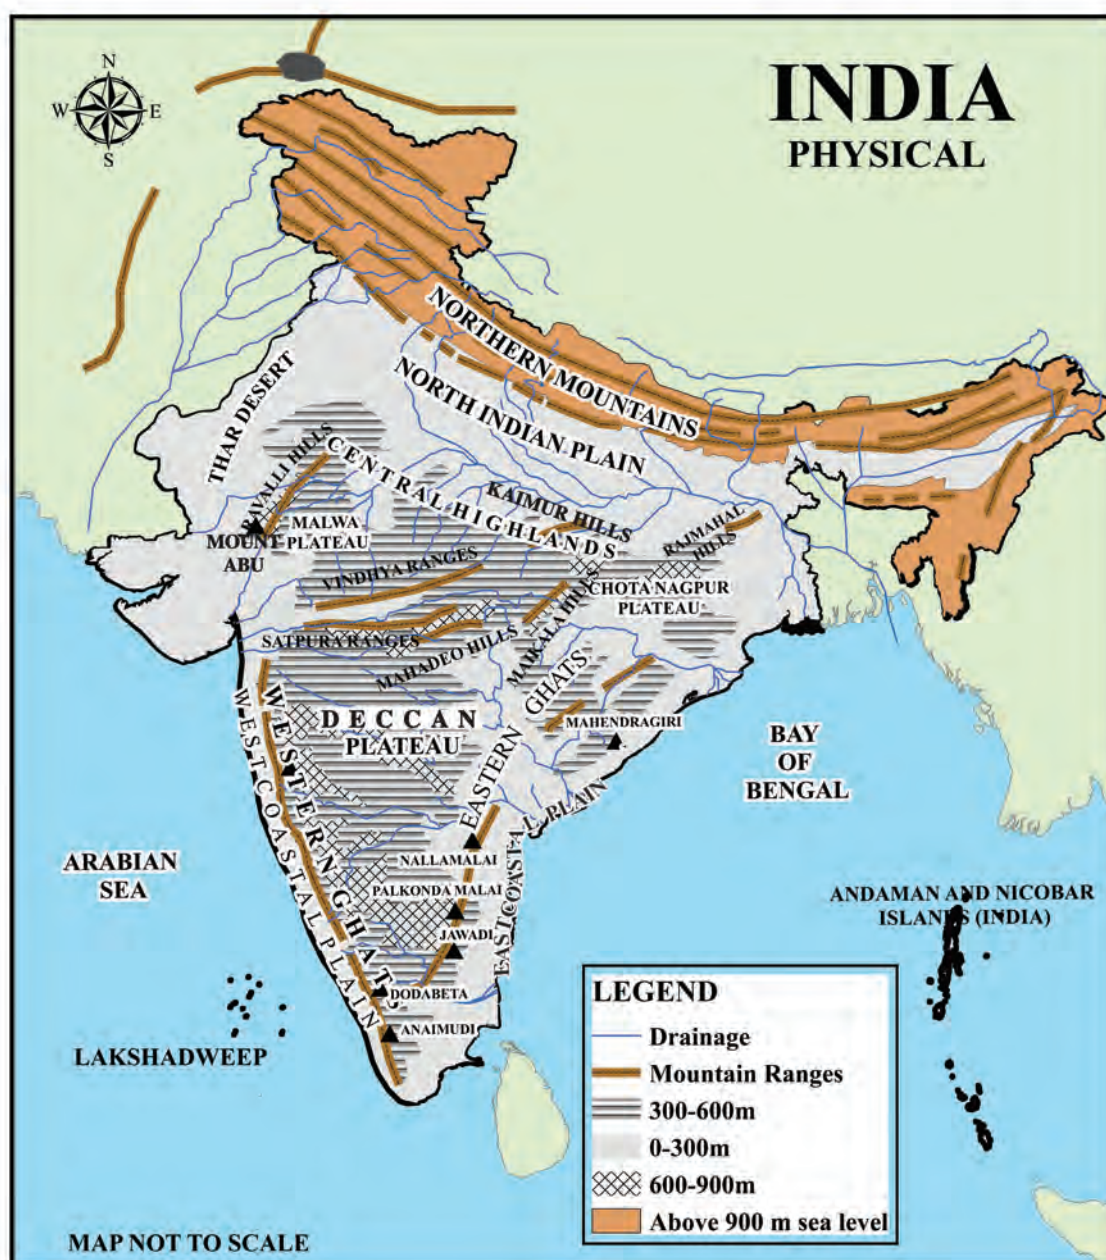 INDIA
PHYSICAL
N
W
E
S
NORTHERN MOUNTAINS
NORTH INDIAN PLAIN
THAR DESERT
ARAVALLI HILLS
CENTRAL HIGHLANDS
KAIMUR HILLS
MALWA
PLATEAU
MOUNT
ABU
RAJMAHAL
HILLS
VINDHYA RANGES
CHOTA NAGPUR
PLATEAU
SATPURA RANGES
MAHADEO HILLS
MAIKALA HILLS
EASTERN GHATS
MAHENDRAGIRI
DECCAN
PLATEAU
WESTERN GHATS
WEST COASTAL PLAIN
BAY
OF
BENGAL
EAST COASTAL PLAIN
NALLAMALAI
PALKONDA MALAI
JAWADI
DODABETA
ANAIMUDI
ARABIAN
SEA
ANDAMAN AND NICOBAR
ISLANDS (INDIA)
LAKSHADWEEP
LEGEND
Drainage
Mountain Ranges
300-600m
0-300m
600-900m
Above 900 m sea level
MAP NOT TO SCALE